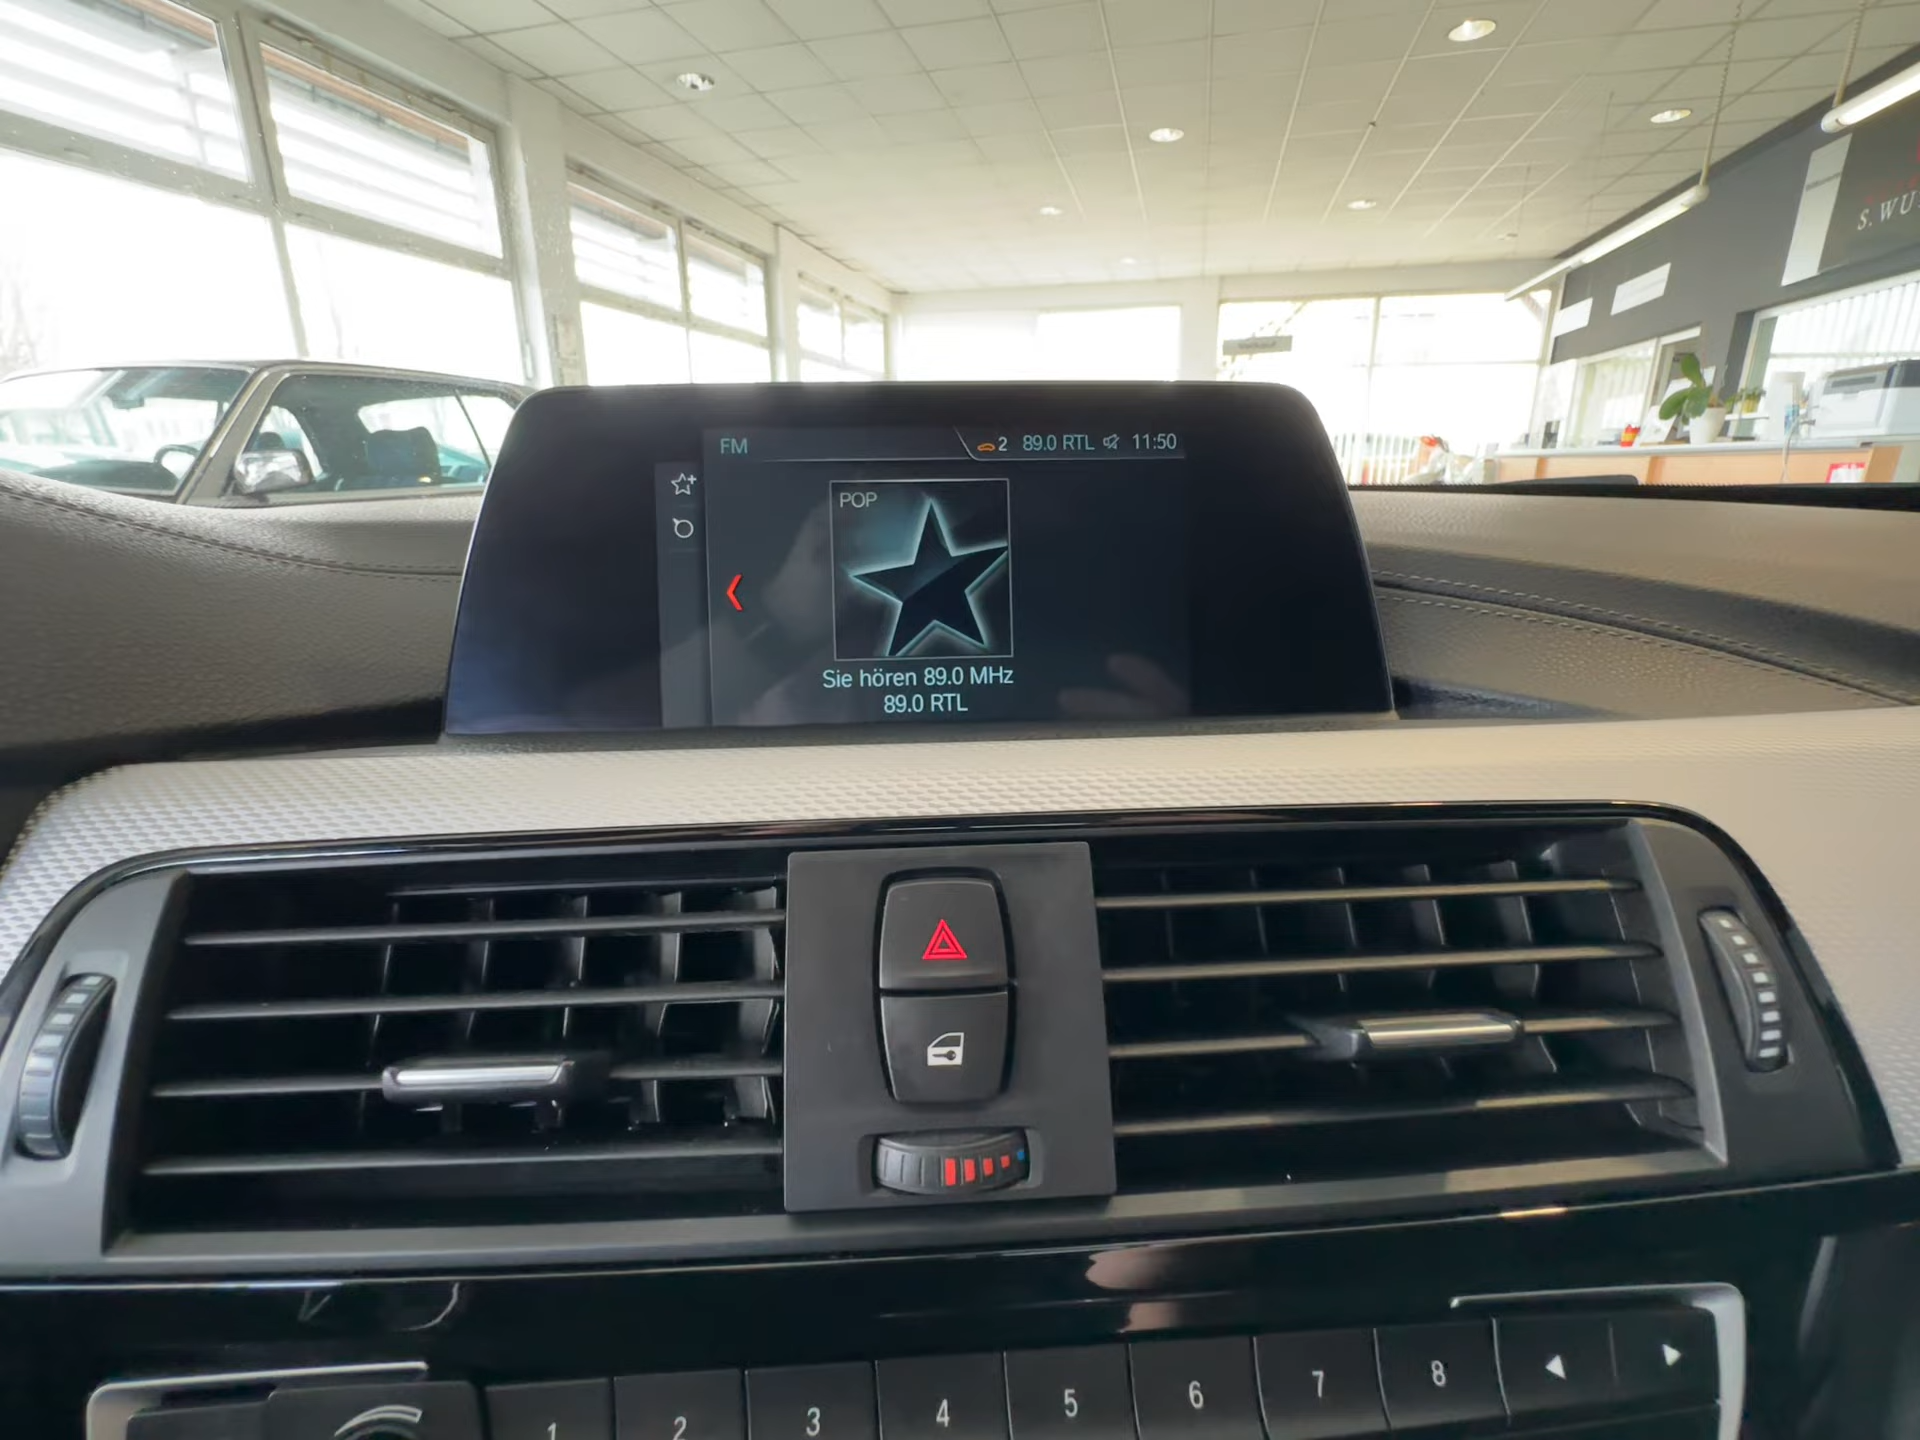 S. WU
FM
2 89.0 RTL 11:50
POP
Sie hören 89.0 MHz
89.0 RTL
1 2 3 4 5 6 7 8